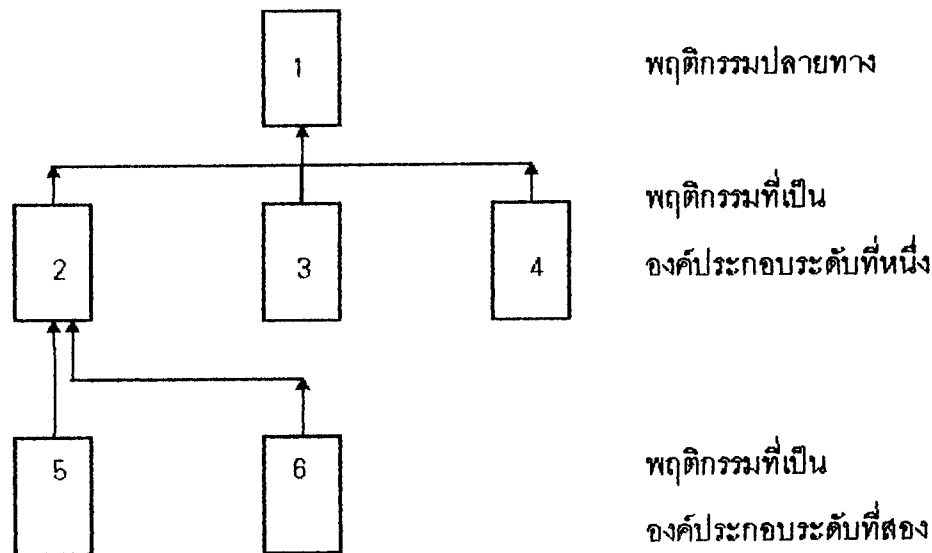 1 พฤติกรรมปลายทาง
พฤติกรรมที่เป็น
2 3 4 องค์ประกอบระดับที่หนึ่ง
5 6 พฤติกรรมที่เป็น
องค์ประกอบระดับที่สอง